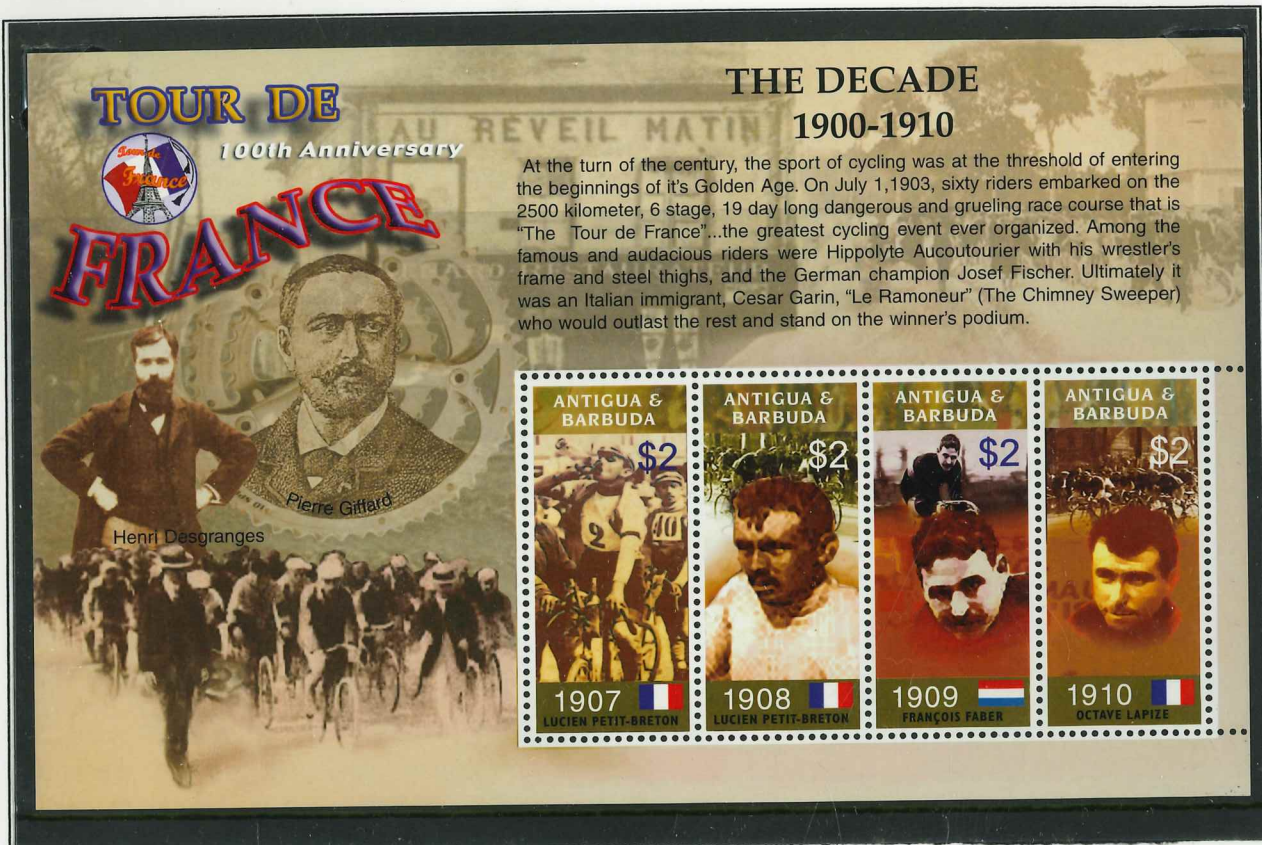 TOUR DE
100th Anniversary
Tour de
France
FRANCE
AU REVEIL MATIN
THE DECADE
1900-1910
At the turn of the century, the sport of cycling was at the threshold of entering
the beginnings of it's Golden Age. On July 1,1903, sixty riders embarked on the
2500 kilometer, 6 stage, 19 day long dangerous and grueling race course that is
“The Tour de France”...the greatest cycling event ever organized. Among the
famous and audacious riders were Hippolyte Aucoutourier with his wrestler's
frame and steel thighs, and the German champion Josef Fischer. Ultimately it
was an Italian immigrant, Cesar Garin, “Le Ramoneur” (The Chimney Sweeper)
who would outlast the rest and stand on the winner's podium.
Pierre Giffard
Henri Desgranges
ANTIGUA &
BARBUDA
$2
2
40
1907
LUCIEN PETIT-BRETON
ANTIGUA &
BARBUDA
$2
1908
LUCIEN PETIT-BRETON
ANTIGUA &
BARBUDA
$2
1909
FRANÇOIS FABER
ANTIGUA &
BARBUDA
$2
1910
OCTAVE LAPIZE